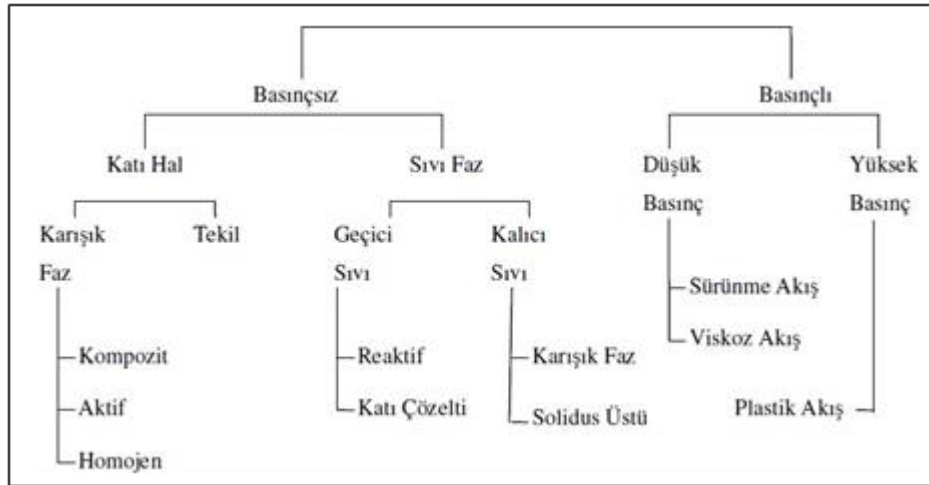 Basınçsız
Basınçlı
Katı Hal
Sıvı Faz
Düşük
Basınç
Yüksek
Basınç
Karışık
Faz
Tekil
Geçici
Sıvı
Kalıcı
Sıvı
Kompozit
Aktif
Homojen
Reaktif
Katı Çözelti
Karışık Faz
Solidus Üstü
Sürünme Akış
Viskoz Akış
Plastik Akış